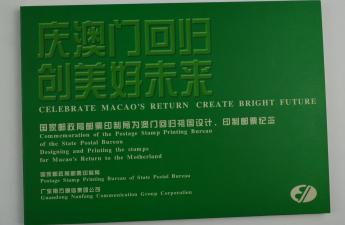 庆澳门回归
创美好未来
CELEBRATE MACAO'S RETURN CREATE BRIGHT FUTURE
国家邮政局邮票印制局为澳门回归祖国设计、印制邮票纪念
Commemoration of the Postage Stamp Printing Bureau
of the State Postal Bureau
Designing and Printing the stamps
for Macao's Return to the Motherland
国家邮政局邮票印制局
Postage Stamp Printing Bureau of State Postal Bureau
广东南方通信集团公司
Guandong Nanfang Communication Group Corporation